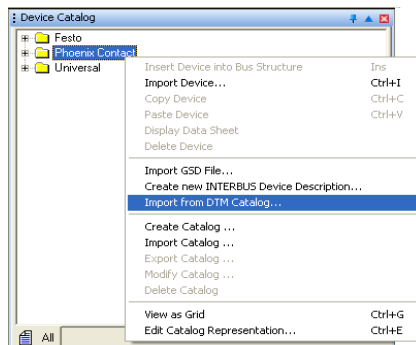 Device Catalog
Festo
Phoenix Contact
Universal
Insert Device into Bus Structure Ins
Import Device... Ctrl+I
Copy Device Ctrl+C
Paste Device Ctrl+V
Display Data Sheet
Delete Device
Import GSD File...
Create new INTERBUS Device Description...
Import from DTM Catalog...
Create Catalog ...
Import Catalog ...
Export Catalog ...
Modify Catalog ...
Delete Catalog
View as Grid Ctrl+G
Edit Catalog Representation... Ctrl+E
All